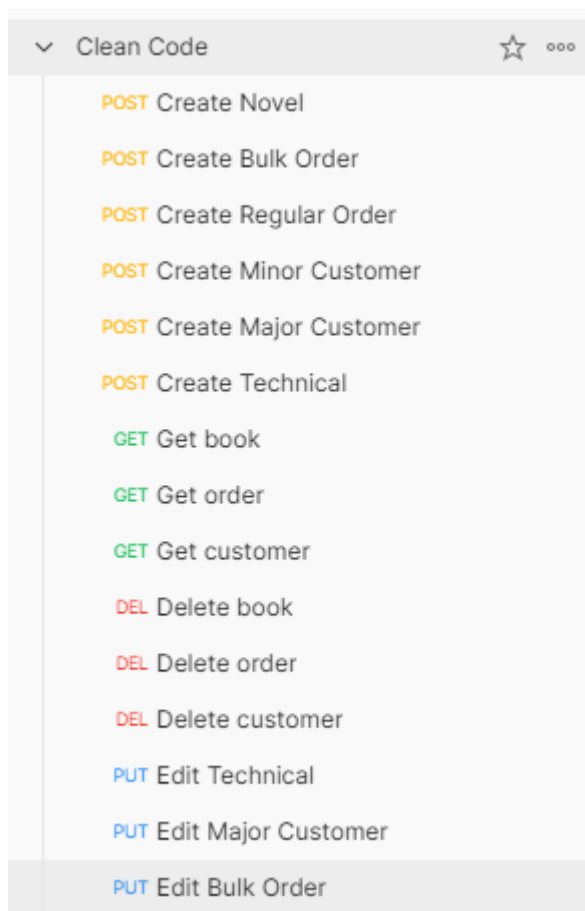 Clean Code
POST Create Novel
POST Create Bulk Order
POST Create Regular Order
POST Create Minor Customer
POST Create Major Customer
POST Create Technical
GET Get book
GET Get order
GET Get customer
DEL Delete book
DEL Delete order
DEL Delete customer
PUT Edit Technical
PUT Edit Major Customer
PUT Edit Bulk Order